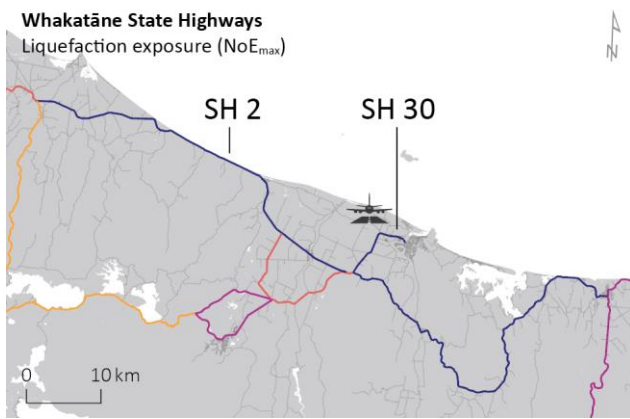 Whakatāne State Highways
Liquefaction exposure (NoEmax)
SH 2
SH 30
0 10 km